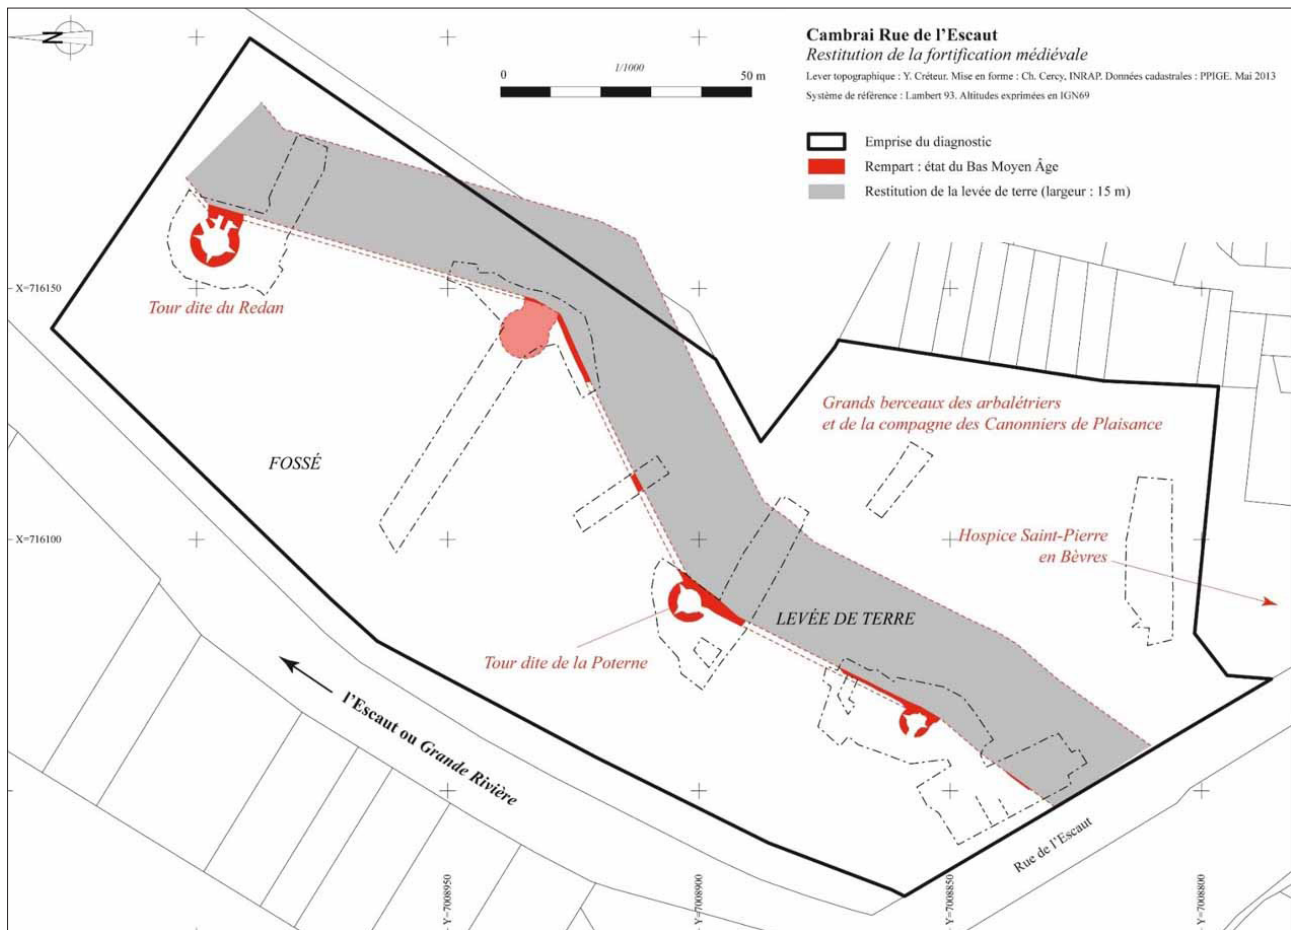 N
0
1/1000
50 m
Cambrai Rue de l'Escaut
Restitution de la fortification médiévale
Lever topographique : Y. Créteur. Mise en forme : Ch. Cercy, INRAP. Données cadastrales : PPIGE. Mai 2013
Système de référence : Lambert 93. Altitudes exprimées en IGN69
Emprise du diagnostic
Rempart : état du Bas Moyen Âge
Restitution de la levée de terre (largeur : 15 m)
X=716150
Tour dite du Redan
Grands berceaux des arbalétriers
et de la compagne des Canonniers de Plaisance
FOSSÉ
X=716100
Hospice Saint-Pierre
en Bèvres
LEVÉE DE TERRE
Tour dite de la Poterne
l'Escaut ou Grande Rivière
Rue de l'Escaut
Y=7008950
Y=7008900
Y=7008850
Y=7008800